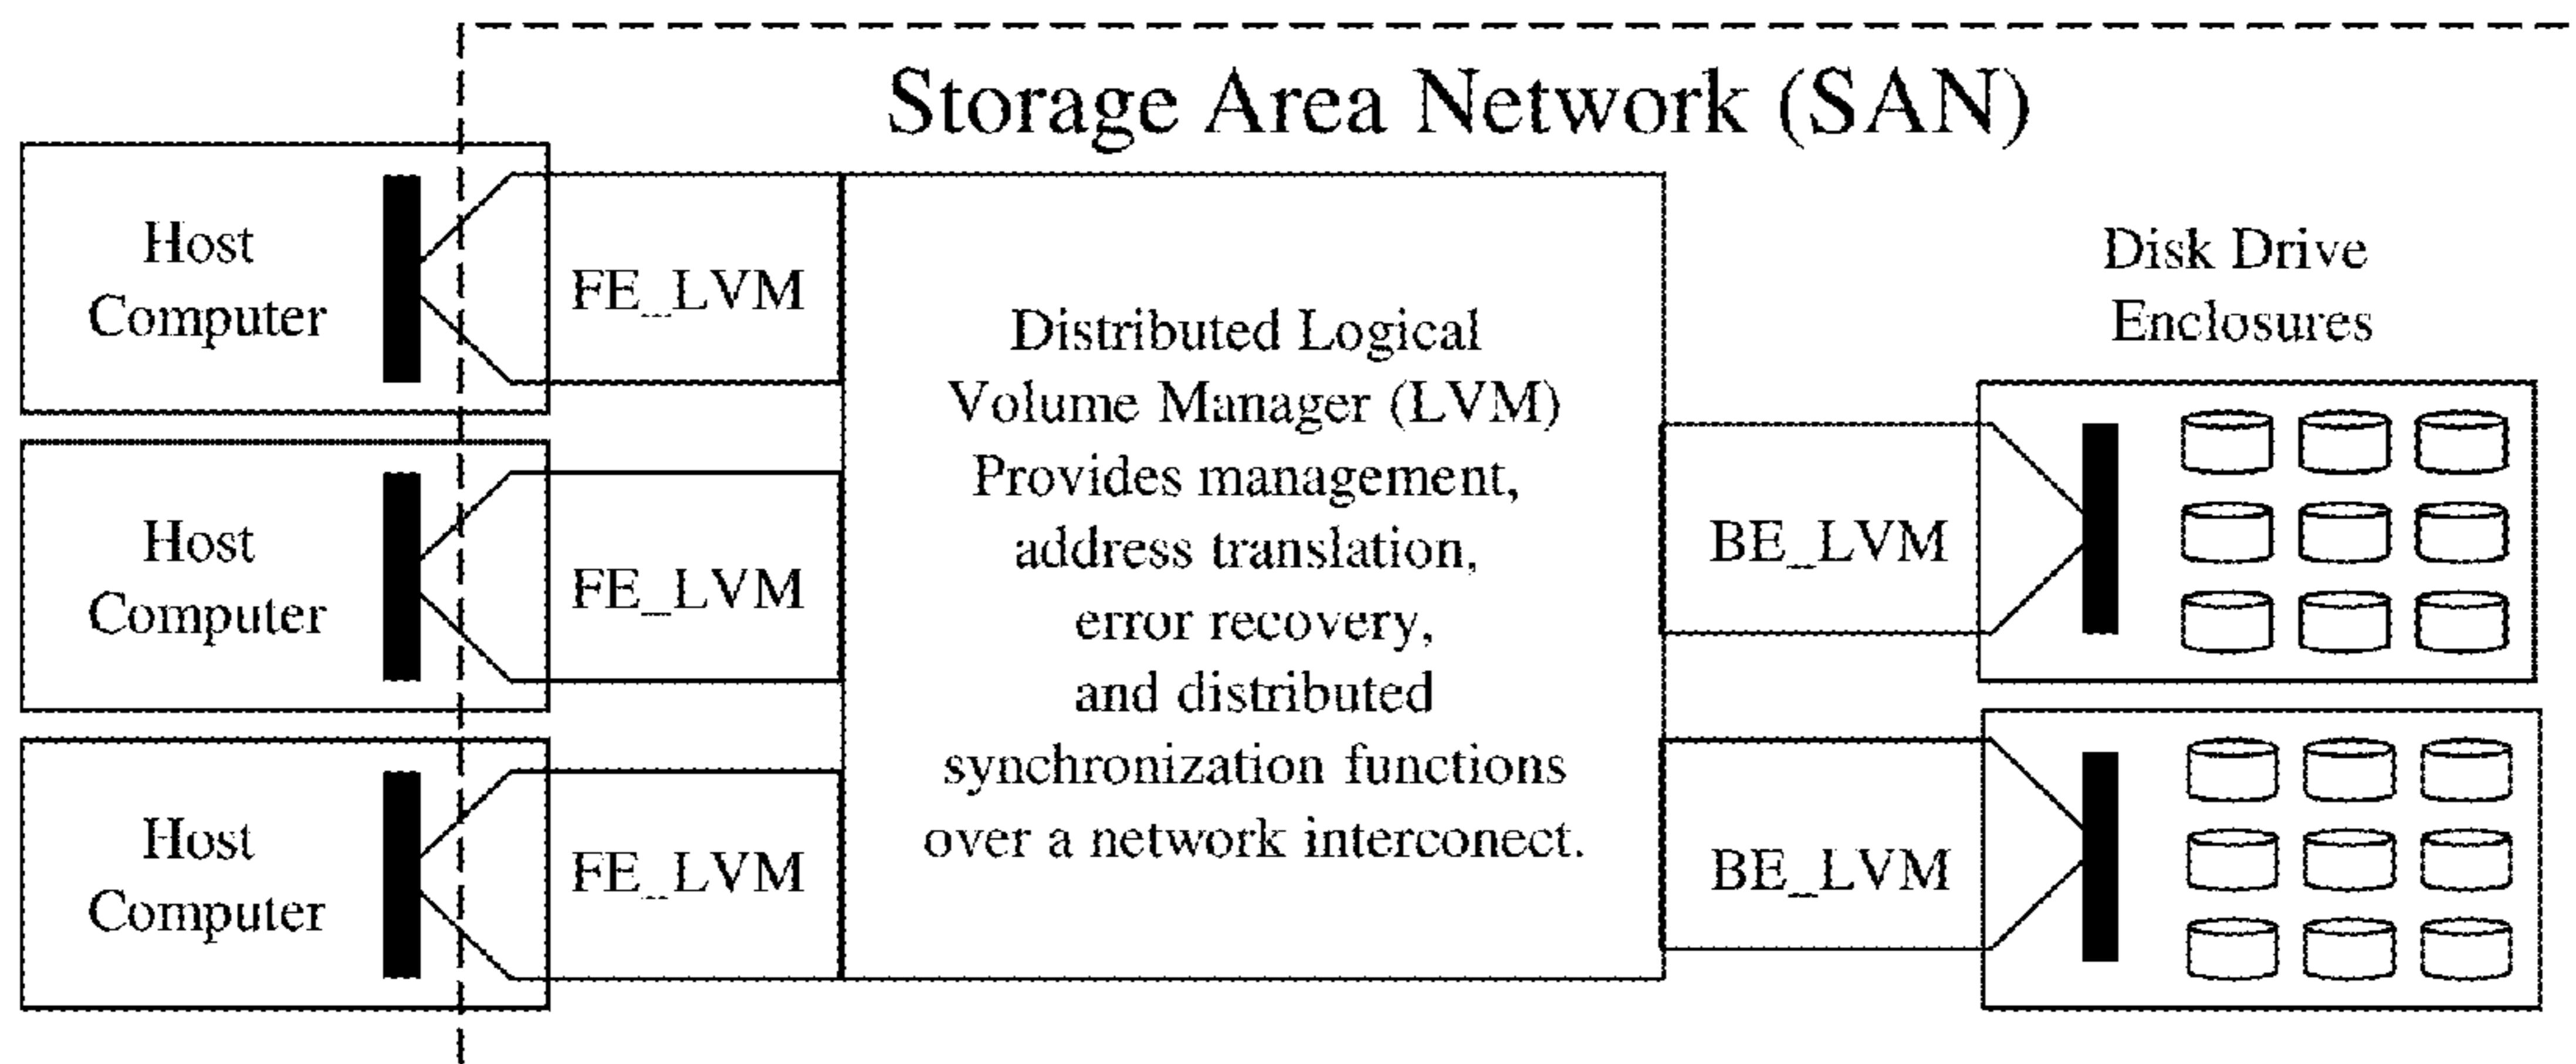 Storage Area Network (SAN)
Host
Computer
FE_LVM
Host
Computer
FE_LVM
Host
Computer
FE_LVM
Distributed Logical
Volume Manager (LVM)
Provides management,
address translation,
error recovery,
and distributed
synchronization functions
over a network interconect.
Disk Drive
Enclosures
BE_LVM
BE_LVM